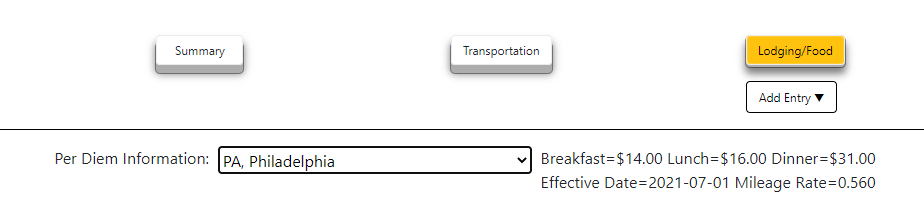 Summary
Transportation
Lodging/Food
Add Entry ▼
Per Diem Information: PA, Philadelphia Breakfast=$14.00 Lunch=$16.00 Dinner=$31.00
Effective Date=2021-07-01 Mileage Rate=0.560